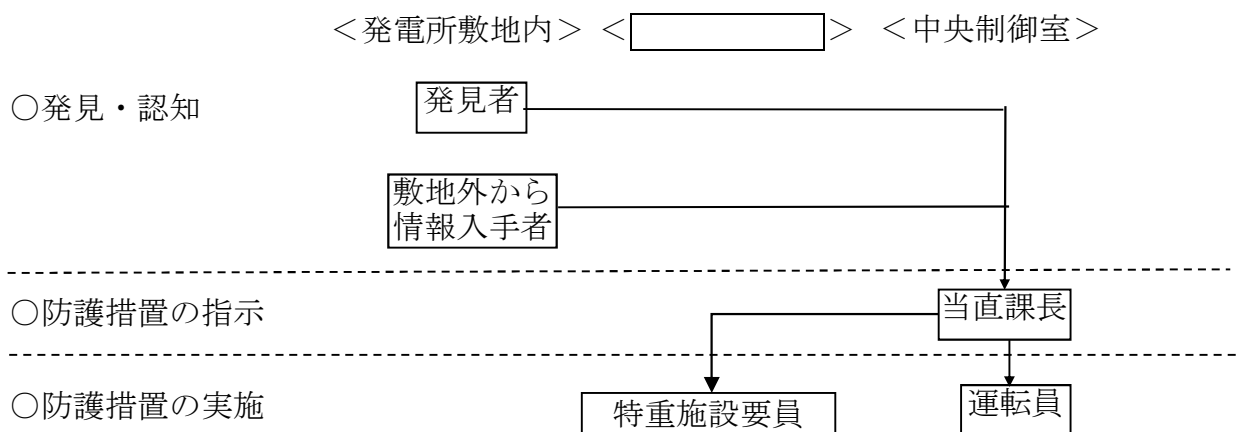 ＜発電所敷地内＞ ＜ ＞ ＜中央制御室＞
○発見・認知
発見者
敷地外から
情報入手者
○防護措置の指示
当直課長
○防護措置の実施
特重施設要員
運転員